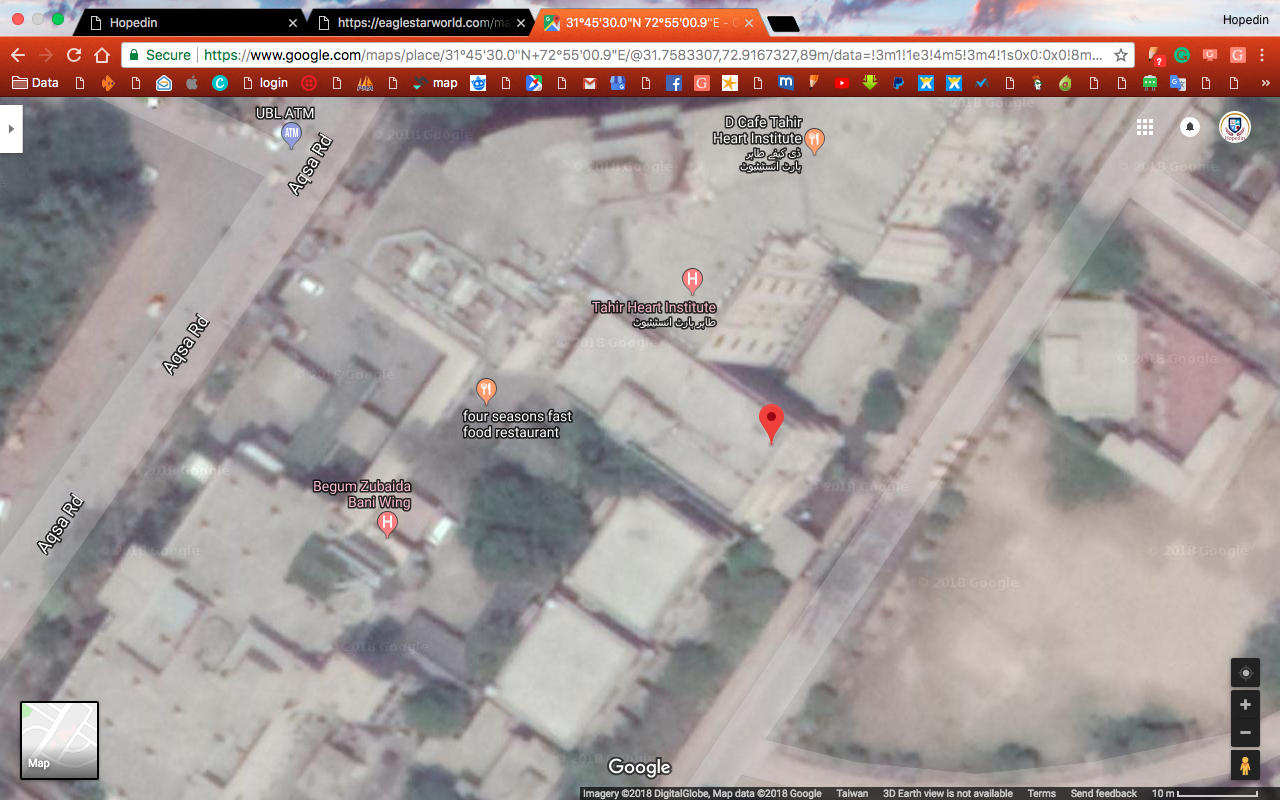 Hopedin
https://eaglestarworld.com/ma
31°45'30.0"N 72°55'00.9"E - G
Hopedin
Secure
https://www.google.com/maps/place/31°45'30.0"N+72°55'00.9"E/@31.7583307,72.9167327,89m/data=!3m1!1e3!4m5!3m4!1s0x0:0x0!8m...
Data
login
map
UBL ATM
ATM
Aqsa Rd
D Cafe Tahir
Heart Institute
ڈی کیفے طاہر
ہارٹ انسٹیٹیوٹ
© 2018 Google
H
Tahir Heart Institute
طاہر ہارٹ انسٹیٹیوٹ
Aqsa Rd
four seasons fast
food restaurant
Begum Zubaida
Bani Wing
H
Aqsa Rd
Map
Google
Imagery ©2018 DigitalGlobe, Map data ©2018 Google
Taiwan
3D Earth view is not available
Terms
Send feedback
10 m